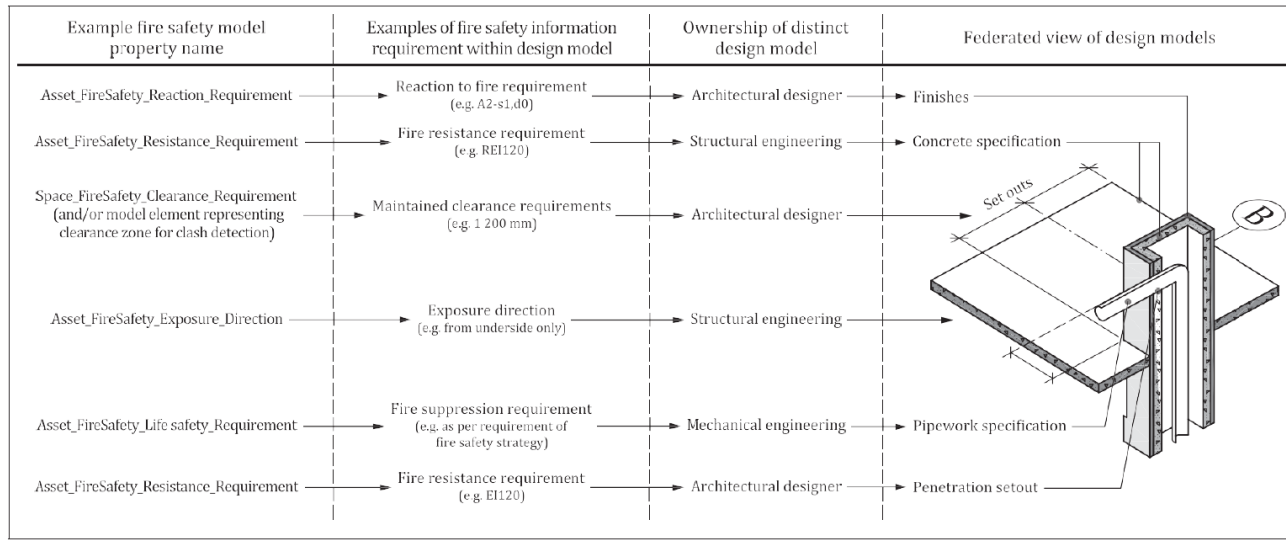 Example fire safety model
property name
Examples of fire safety information
requirement within design model
Ownership of distinct
design model
Federated view of design models
Asset_FireSafety_Reaction_Requirement
Reaction to fire requirement
(e.g. A2-s1,d0)
Architectural designer
Finishes
Asset_FireSafety_Resistance_Requirement
Fire resistance requirement
(e.g. REI120)
Structural engineering
Concrete specification
Space_FireSafety_Clearance_Requirement
(and/or model element representing
clearance zone for clash detection)
Maintained clearance requirements
(e.g. 1 200 mm)
Architectural designer
Set outs
B
Asset_FireSafety_Exposure_Direction
Exposure direction
(e.g. from underside only)
Structural engineering
Asset_FireSafety_Life safety_Requirement
Fire suppression requirement
(e.g. as per requirement of
fire safety strategy)
Mechanical engineering
Pipework specification
Asset_FireSafety_Resistance_Requirement
Fire resistance requirement
(e.g. EI120)
Architectural designer
Penetration setout